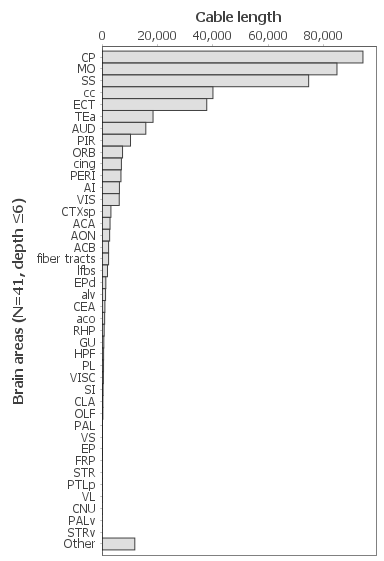 Cable length
0 20,000 40,000 60,000 80,000
Brain areas (N=41, depth ≤6)
CP
MO
SS
cc
ECT
TEa
AUD
PIR
ORB
cing
PERI
AI
VIS
CTXsp
ACA
AON
ACB
fiber tracts
lfbs
EPd
alv
CEA
aco
RHP
GU
HPF
PL
VISC
SI
CLA
OLF
PAL
VS
EP
FRP
STR
PTLp
VL
CNU
PALv
STRv
Other